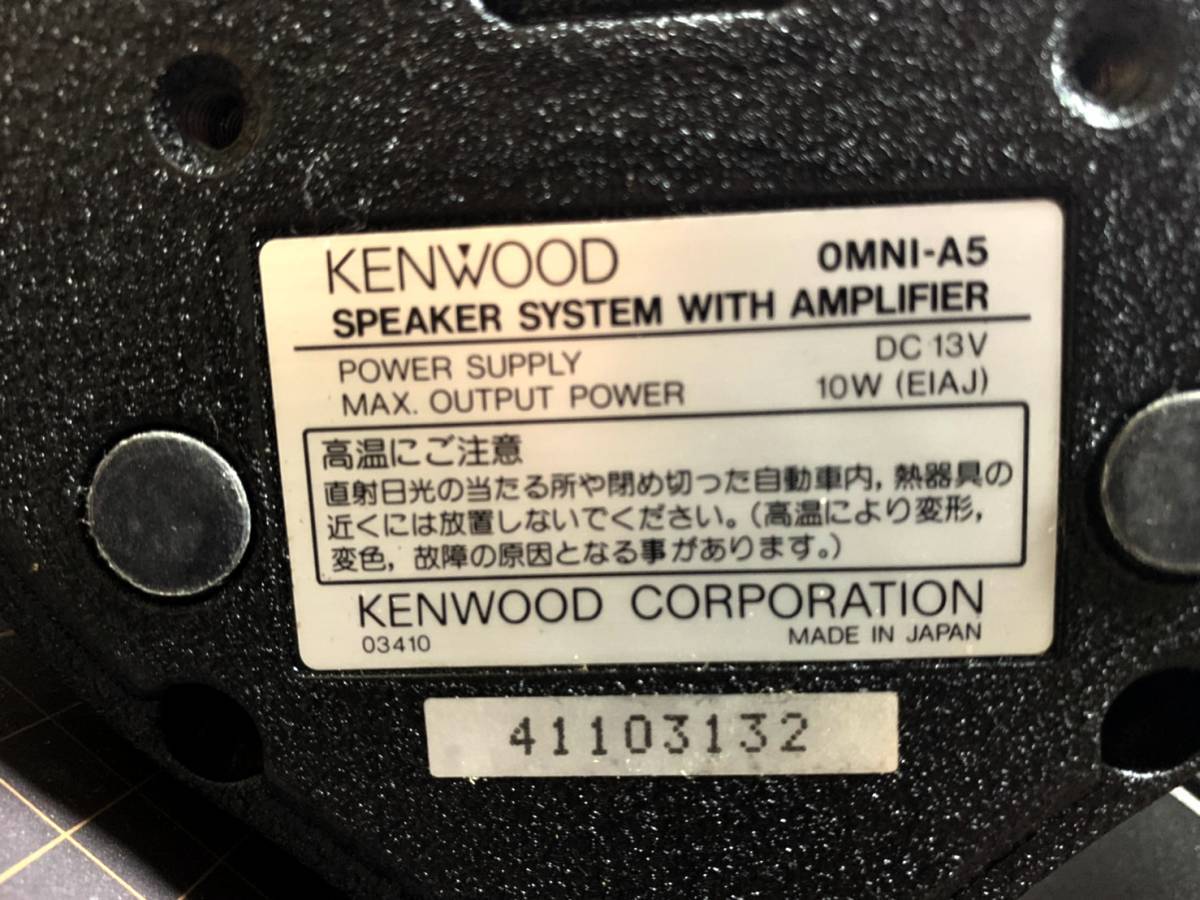 KENWOOD OMNI-A5
SPEAKER SYSTEM WITH AMPLIFIER
POWER SUPPLY DC 13V
MAX. OUTPUT POWER 10W (EIAJ)
高温にご注意
直射日光の当たる所や閉め切った自動車内，熱器具の
近くには放置しないでください。（高温により変形，
変色，故障の原因となる事があります。）
KENWOOD CORPORATION
03410 MADE IN JAPAN
41103132